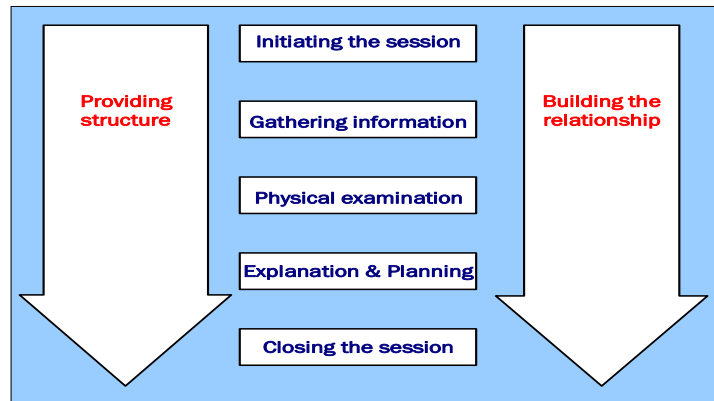 Initiating the session
Providing
structure
Building the
relationship
Gathering information
Physical examination
Explanation & Planning
Closing the session